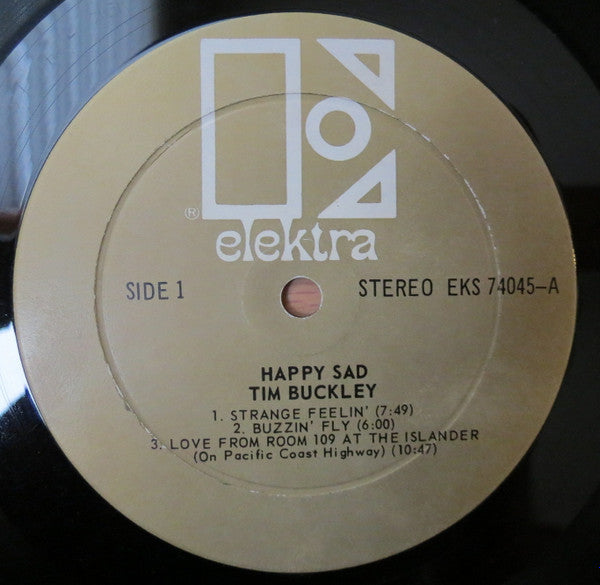 elektra
®
SIDE 1
STEREO EKS 74045-A
HAPPY SAD
TIM BUCKLEY
1. STRANGE FEELIN' (7:49)
2. BUZZIN' FLY (6:00)
3. LOVE FROM ROOM 109 AT THE ISLANDER
(On Pacific Coast Highway) (10:47)